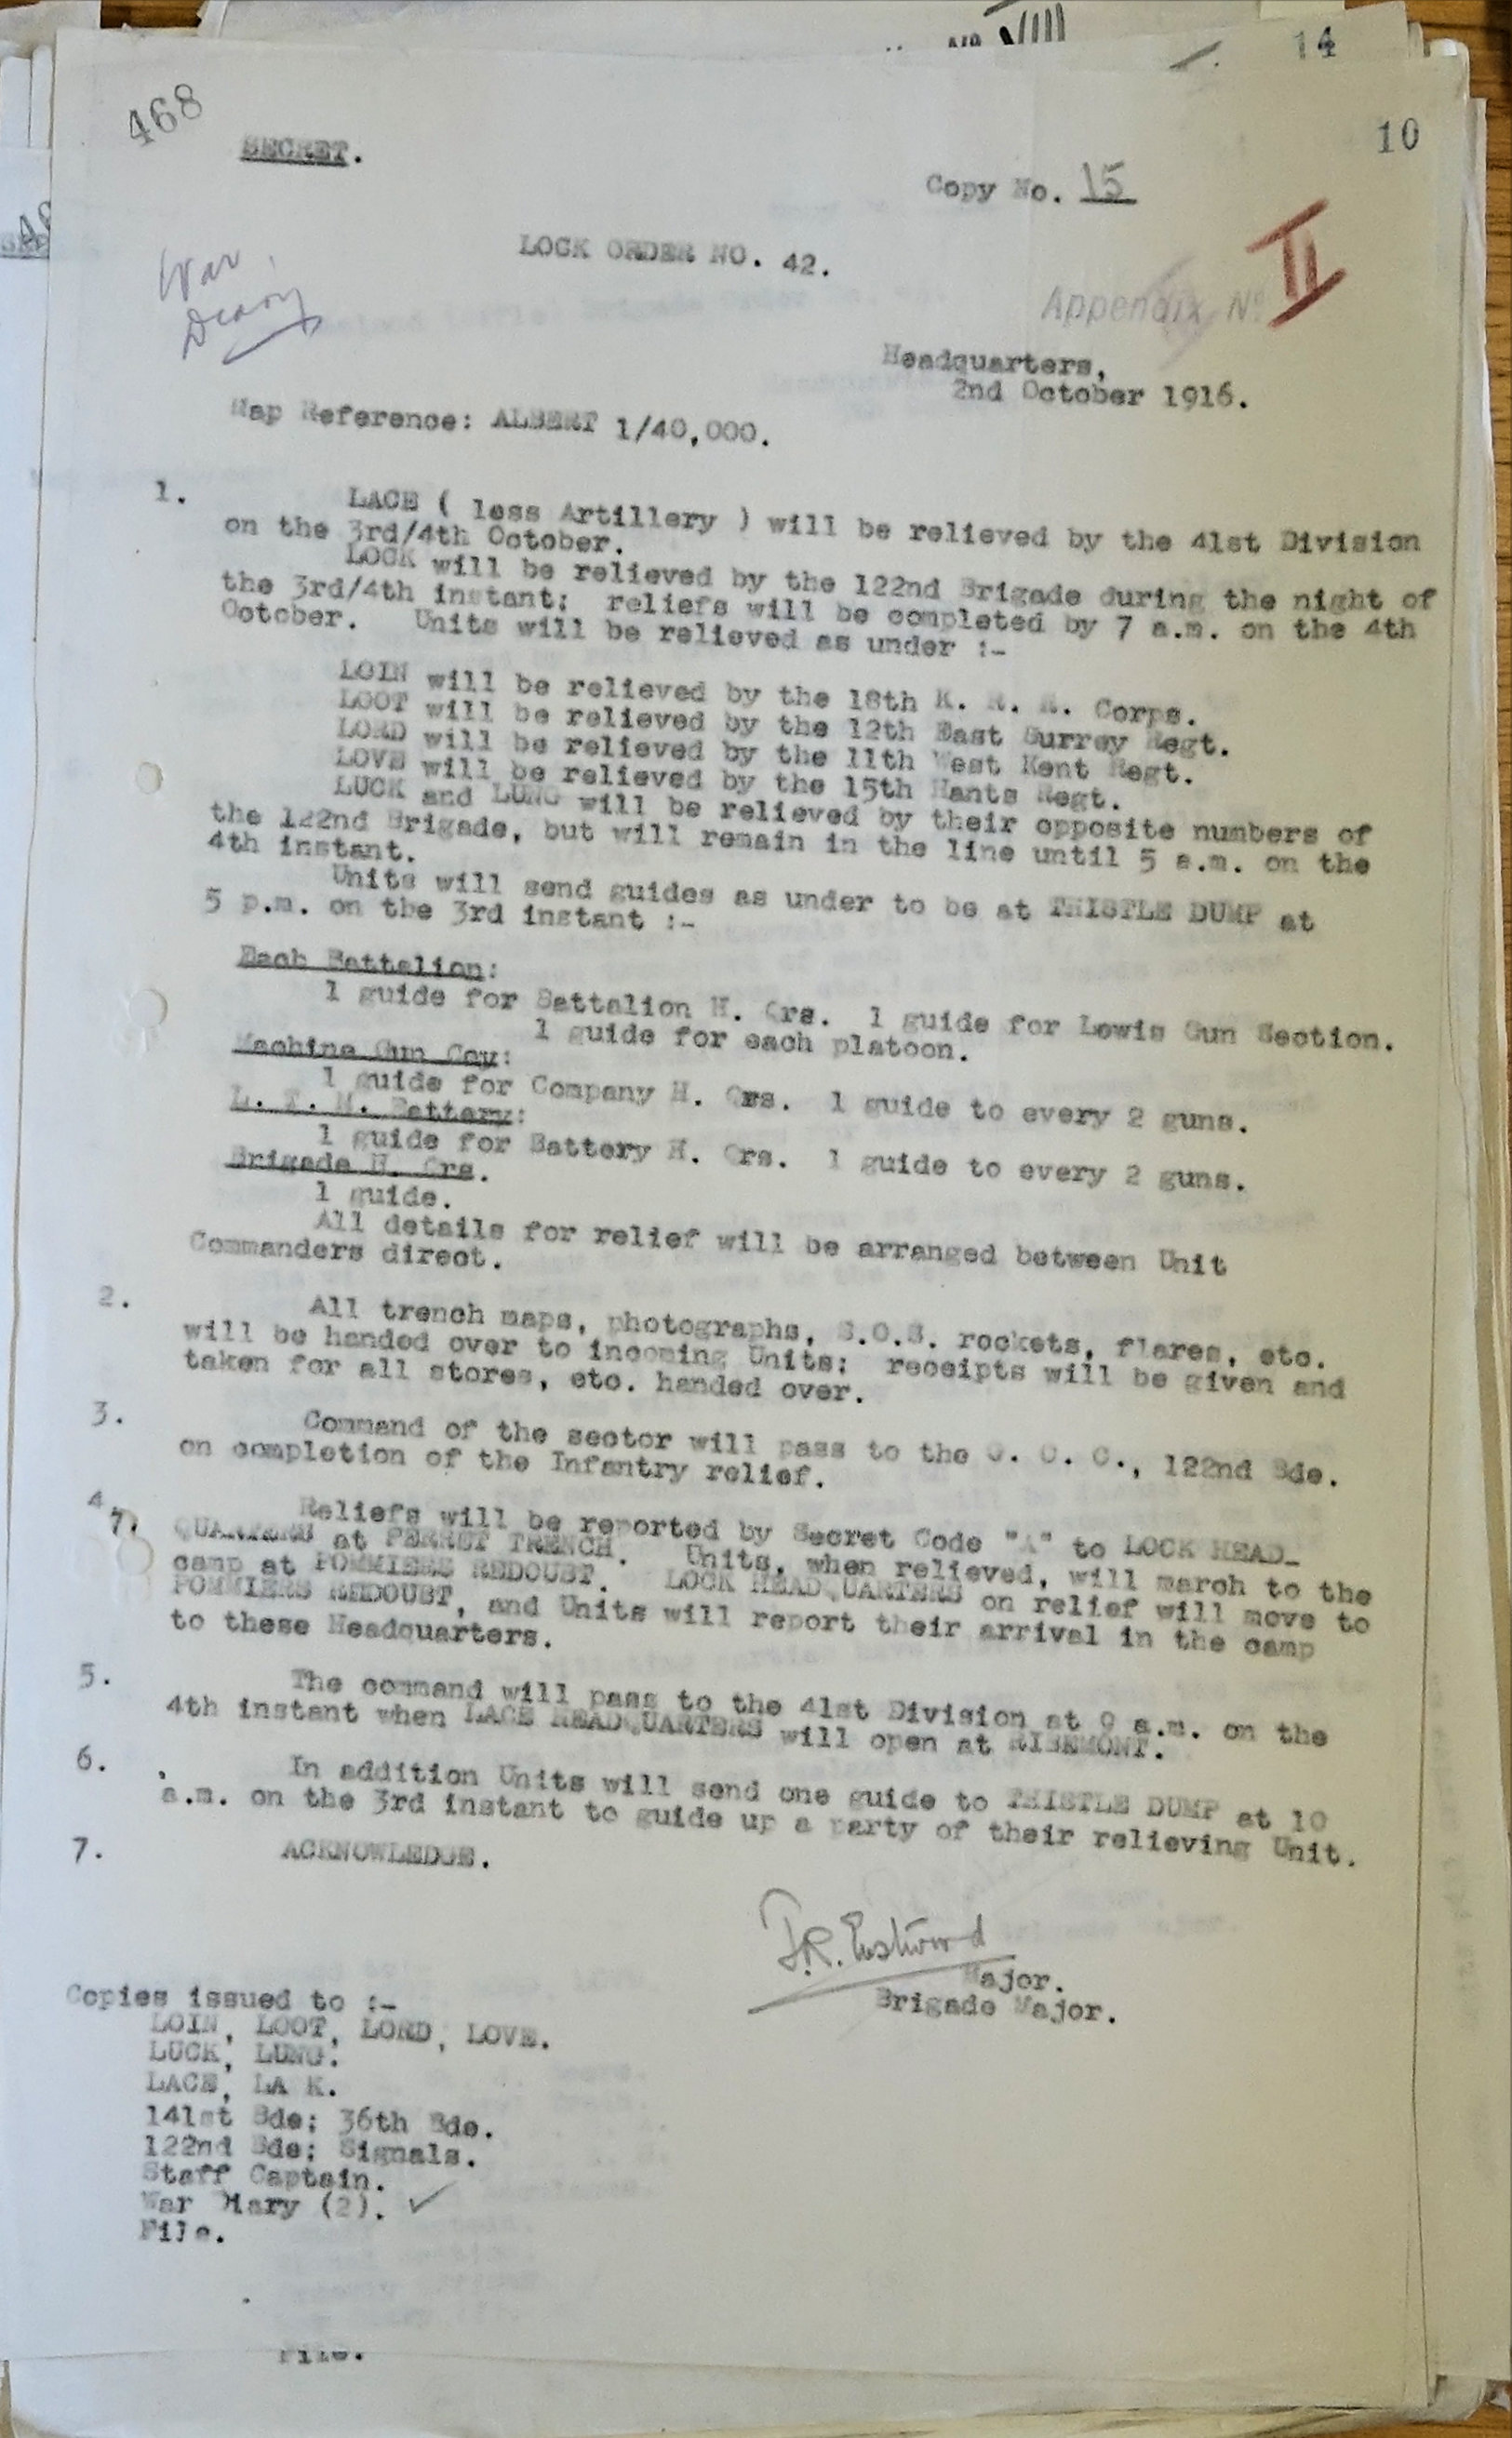 No VIII
14
468
10
SECRET.
Copy No. 15
LOCK ORDER NO. 42.
War
Diary
Appendix No II
Headquarters,
2nd October 1916.
Map Reference: ALBERT 1/40,000.
1. LACE ( less Artillery ) will be relieved by the 41st Division
on the 3rd/4th October.
LOCK will be relieved by the 122nd Brigade during the night of
the 3rd/4th instant; reliefs will be completed by 7 a.m. on the 4th
October. Units will be relieved as under :-
LOIN will be relieved by the 18th K. R. R. Corps.
LOOT will be relieved by the 12th East Surrey Regt.
LORD will be relieved by the 11th West Kent Regt.
LOVE will be relieved by the 15th Hants Regt.
LUCK and LUNG will be relieved by their opposite numbers of
the 122nd Brigade, but will remain in the line until 5 a.m. on the
4th instant.
Units will send guides as under to be at THISTLE DUMP at
5 p.m. on the 3rd instant :-
Each Battalion:
1 guide for Battalion H. Qrs. 1 guide for Lewis Gun Section.
1 guide for each platoon.
Machine Gun Coy:
1 guide for Company H. Qrs. 1 guide to every 2 guns.
L. T. M. Battery:
1 guide for Battery H. Qrs. 1 guide to every 2 guns.
Brigade H. Qrs.
1 guide.
All details for relief will be arranged between Unit
Commanders direct.
2. All trench maps, photographs, S.O.S. rockets, flares, etc.
will be handed over to incoming Units; receipts will be given and
taken for all stores, etc. handed over.
3. Command of the sector will pass to the G. O. C., 122nd Bde.
on completion of the Infantry relief.
4. Reliefs will be reported by Secret Code "A" to LOCK HEAD-
7. QUARTERS at FERRET TRENCH. Units, when relieved, will march to the
camp at POMMIERS REDOUBT. LOCK HEADQUARTERS on relief will move to
POMMIERS REDOUBT, and Units will report their arrival in the camp
to these Headquarters.
5. The command will pass to the 41st Division at 9 a.m. on the
4th instant when LACE HEADQUARTERS will open at RIBEMONT.
6. In addition Units will send one guide to THISTLE DUMP at 10
a.m. on the 3rd instant to guide up a party of their relieving Unit.
7. ACKNOWLEDGE.
F.R. Eastwood
Major.
Brigade Major.
Copies issued to :-
LOIN, LOOT, LORD, LOVE.
LUCK, LUNG.
LACE, LA K.
141st Bde; 36th Bde.
122nd Bde; Signals.
Staff Captain.
War Diary (2). ✓
File.
File.